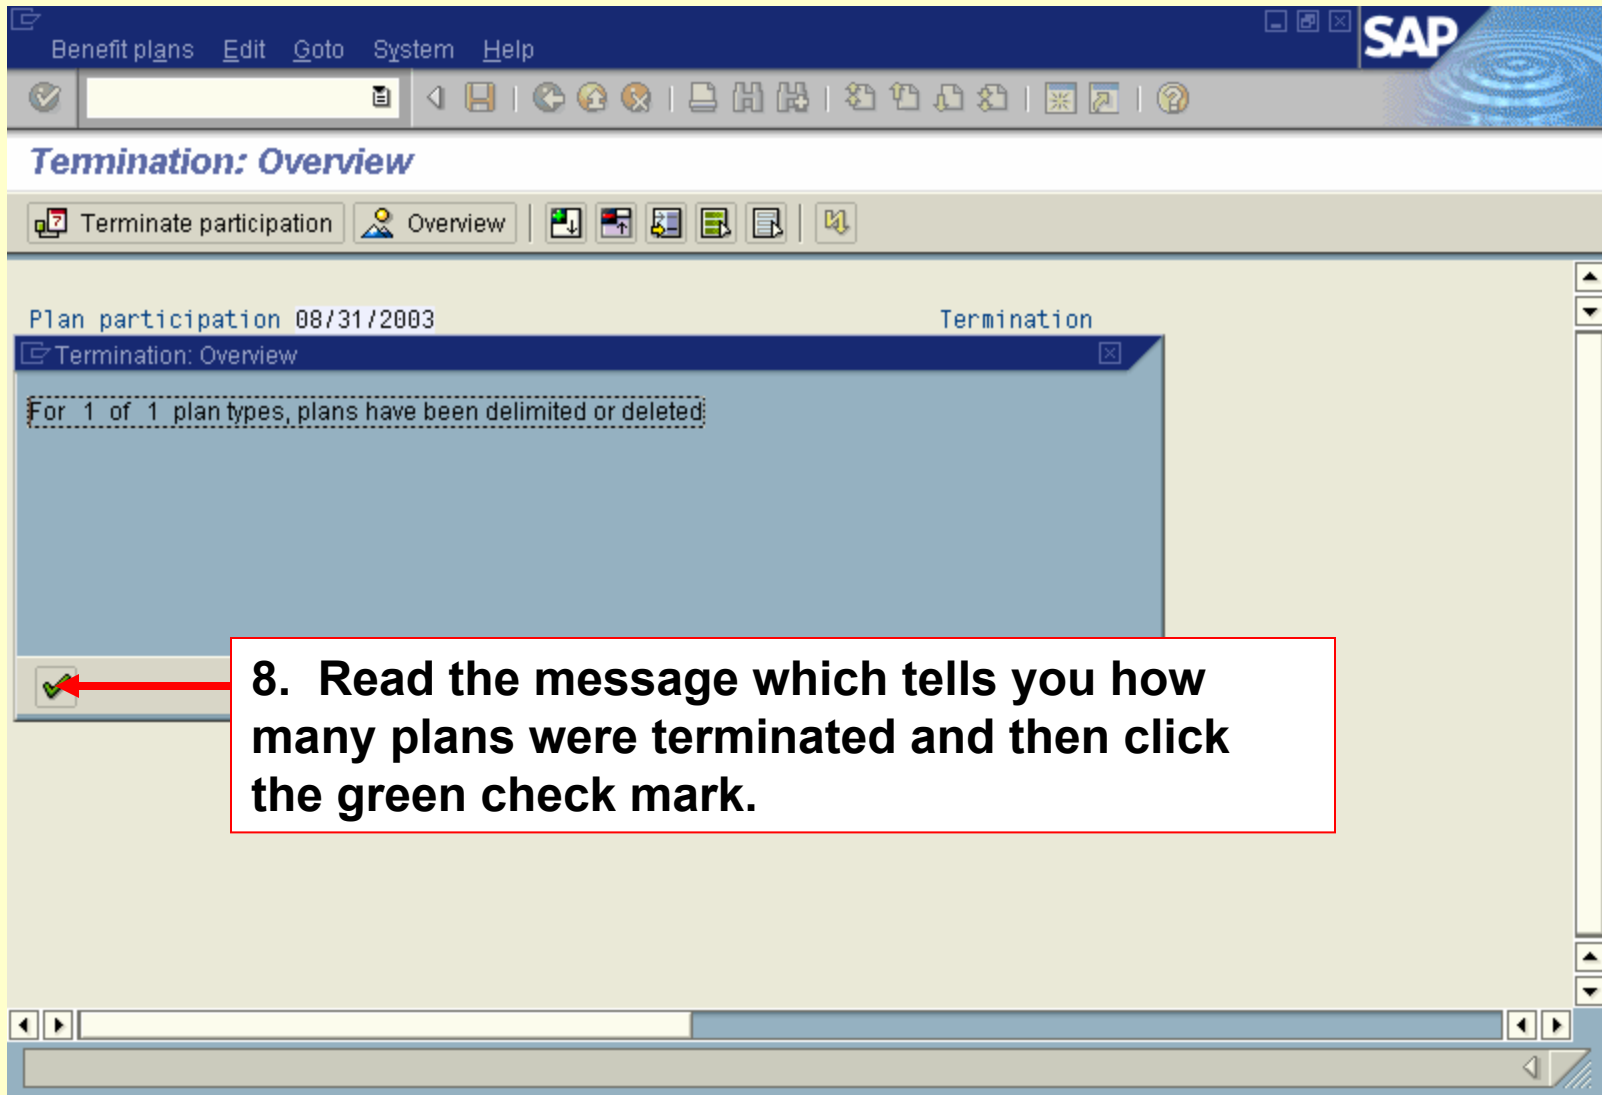 Benefit plans Edit Goto System Help
SAP
Termination: Overview
Terminate participation Overview
Plan participation 08/31/2003 Termination
Termination: Overview
For 1 of 1 plan types, plans have been delimited or deleted
8. Read the message which tells you how
many plans were terminated and then click
the green check mark.